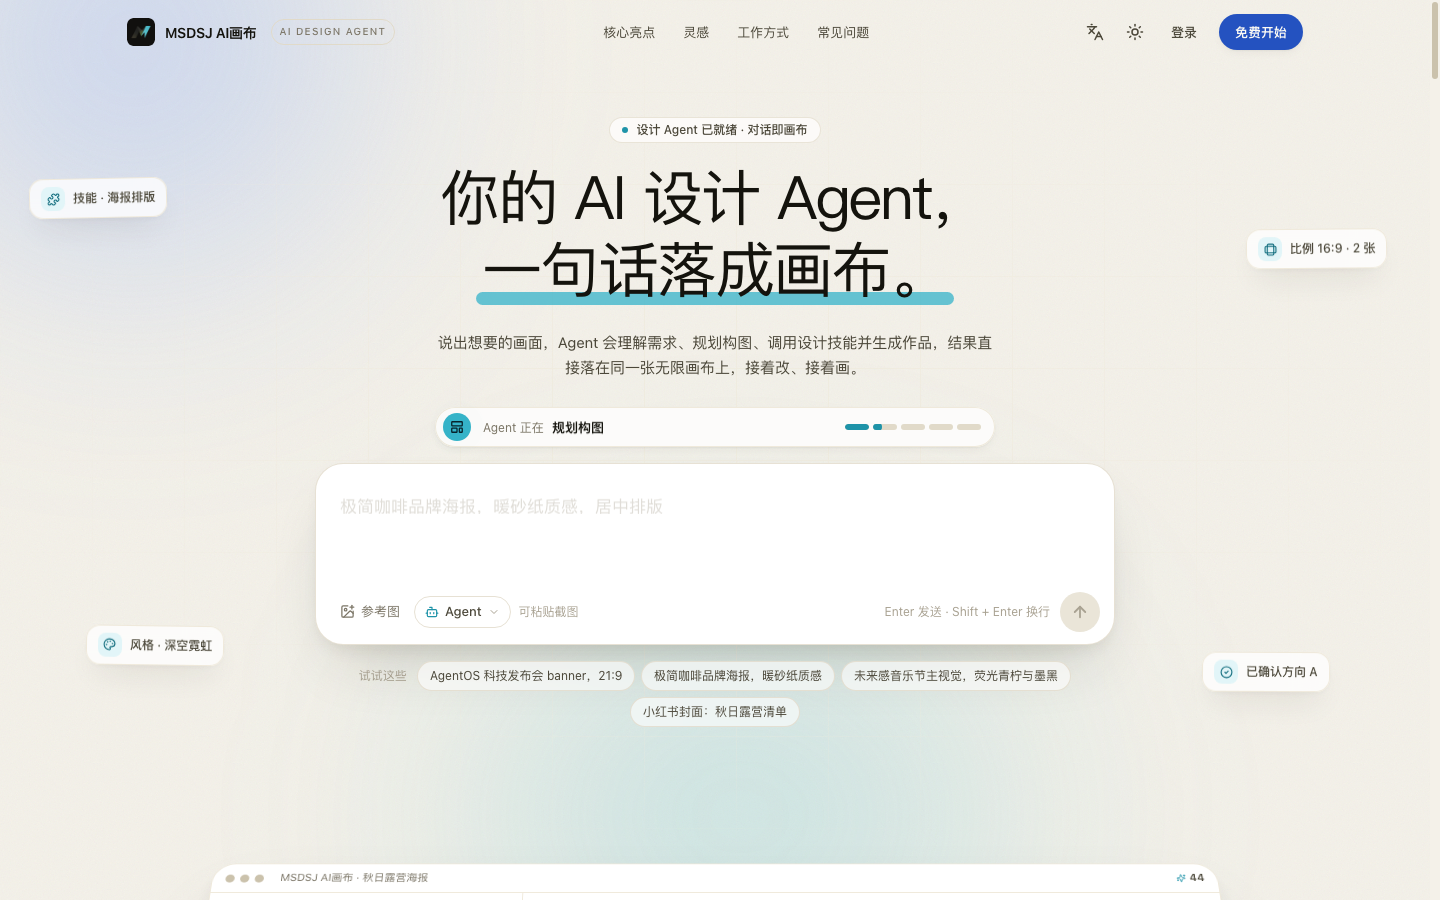 MSDSJ AI画布
AI DESIGN AGENT
核心亮点
灵感
工作方式
常见问题
登录
免费开始
设计 Agent 已就绪 · 对话即画布
技能 · 海报排版
你的 AI 设计 Agent，
一句话落成画布。
比例 16:9 · 2 张
说出想要的画面，Agent 会理解需求、规划构图、调用设计技能并生成作品，结果直
接落在同一张无限画布上，接着改、接着画。
Agent 正在 规划构图
极简咖啡品牌海报，暖砂纸质感，居中排版
参考图
Agent
可粘贴截图
Enter 发送 · Shift + Enter 换行
风格 · 深空霓虹
已确认方向 A
试试这些
AgentOS 科技发布会 banner，21:9
极简咖啡品牌海报，暖砂纸质感
未来感音乐节主视觉，荧光青柠与墨黑
小红书封面：秋日露营清单
MSDSJ AI画布 · 秋日露营海报
44